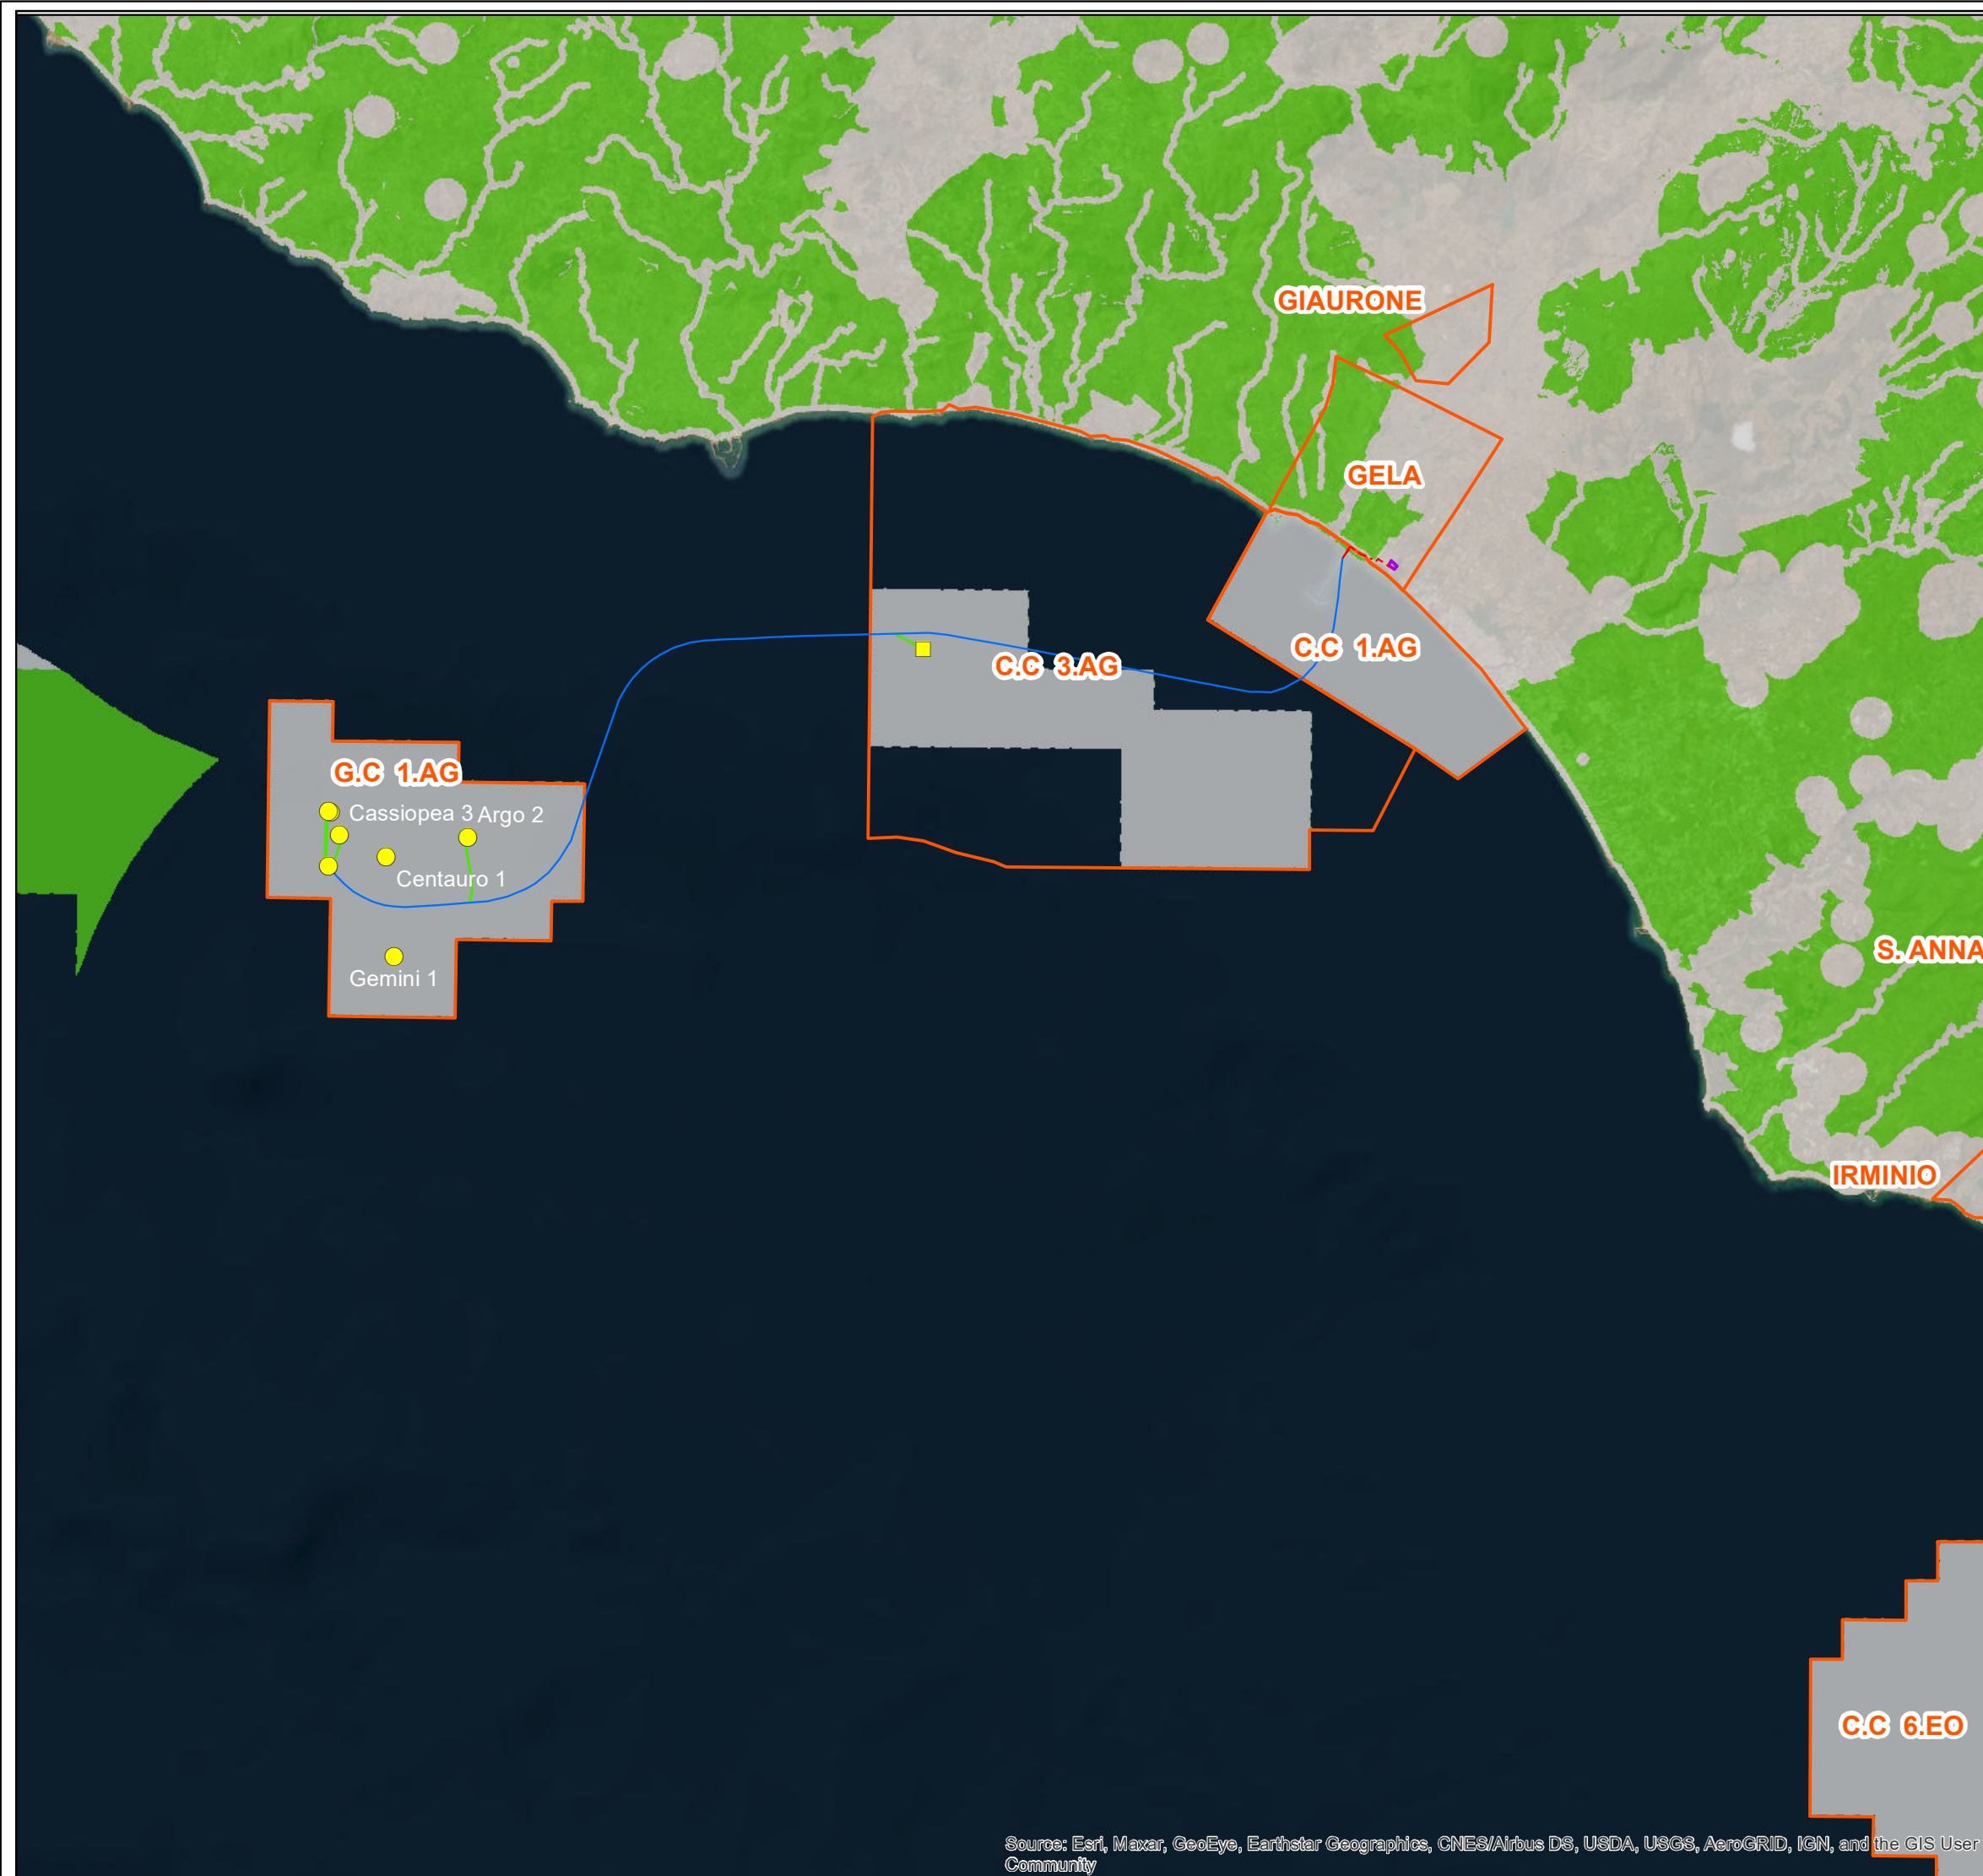 GIAURONE
GELA
C.C 1.AG
C.C 3.AG
G.C 1.AG
Cassiopea 3
Argo 2
Centauro 1
Gemini 1
S. ANNA
IRMINIO
C.C 6.EO
Source: Esri, Maxar, GeoEye, Earthstar Geographics, CNES/Airbus DS, USDA, USGS, AeroGRID, IGN, and the GIS User
Community